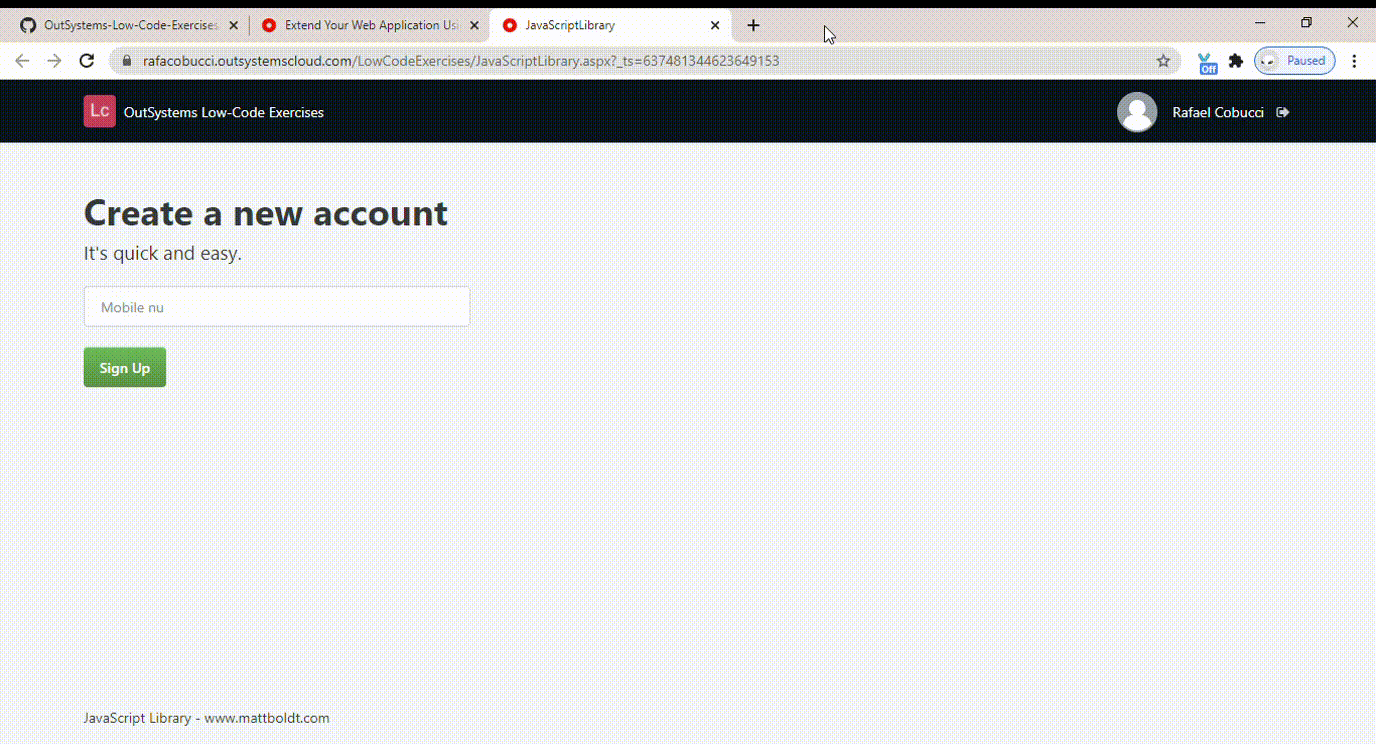 OutSystems-Low-Code-Exercises
Extend Your Web Application Usi
JavaScriptLibrary
rafacobucci.outsystemscloud.com/LowCodeExercises/JavaScriptLibrary.aspx?_ts=637481344623649153
Off
Paused
Lc
OutSystems Low-Code Exercises
Rafael Cobucci
Create a new account
It's quick and easy.
Mobile nu
Sign Up
JavaScript Library - www.mattboldt.com